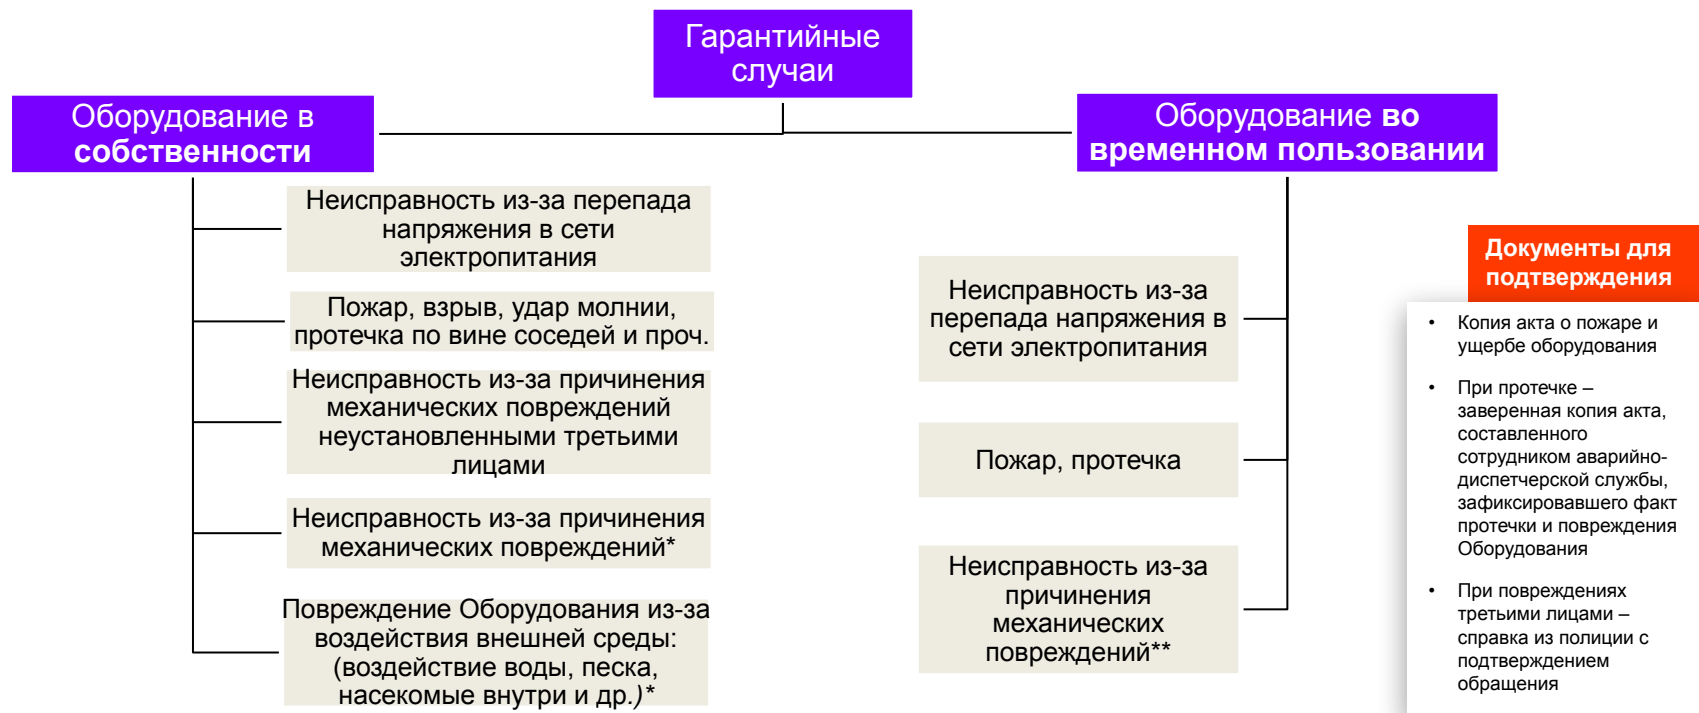 Гарантийные
случаи
Оборудование в
собственности
Неисправность из-за перепада
напряжения в сети
электропитания
Пожар, взрыв, удар молнии,
протечка по вине соседей и проч.
Неисправность из-за причинения
механических повреждений
неустановленными третьими
лицами
Неисправность из-за причинения
механических повреждений*
Повреждение Оборудования из-за
воздействия внешней среды:
(воздействие воды, песка,
насекомые внутри и др.)*
Оборудование во
временном пользовании
Неисправность из-за
перепада напряжения в
сети электропитания
Пожар, протечка
Неисправность из-за
причинения
механических
повреждений**
Документы для
подтверждения
• Копия акта о пожаре и
ущербе оборудования
• При протечке –
заверенная копия акта,
составленного
сотрудником аварийно-
диспетчерской службы,
зафиксировавшего факт
протечки и повреждения
Оборудования
• При повреждениях
третьими лицами –
справка из полиции с
подтверждением
обращения